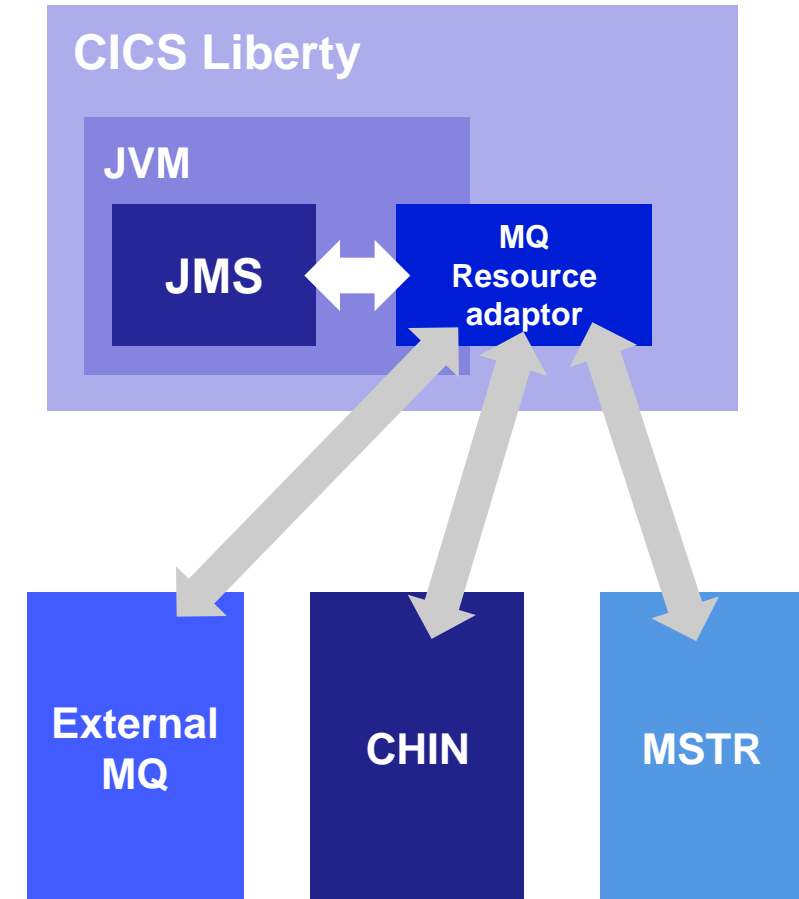 CICS Liberty
JVM
JMS
MQ
Resource
adaptor
External
MQ
CHIN
MSTR